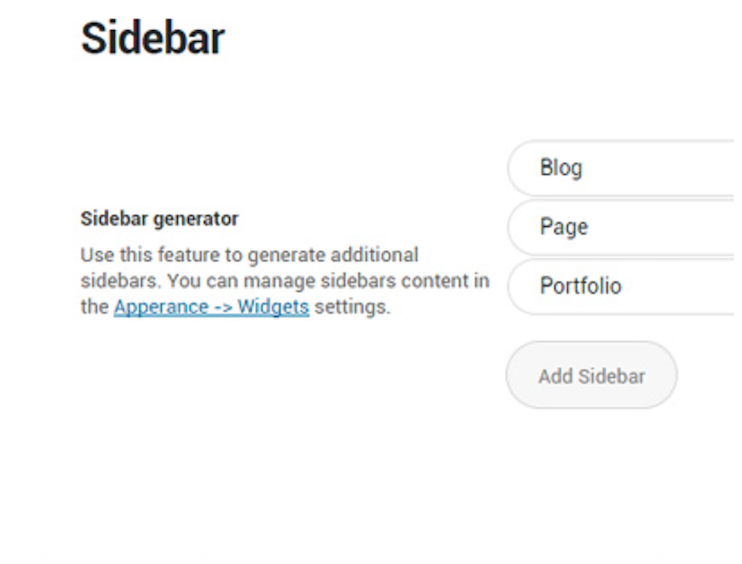 Sidebar
Blog
Page
Portfolio
Sidebar generator
Use this feature to generate additional
sidebars. You can manage sidebars content in
the Apperance -> Widgets settings.
Add Sidebar